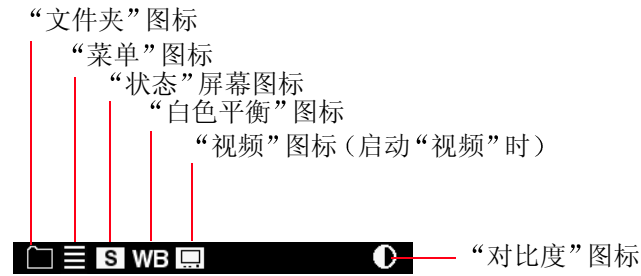 “文件夹”图标
“菜单”图标
“状态”屏幕图标
“白色平衡”图标
“视频”图标（启动“视频”时）
S WB
“对比度”图标